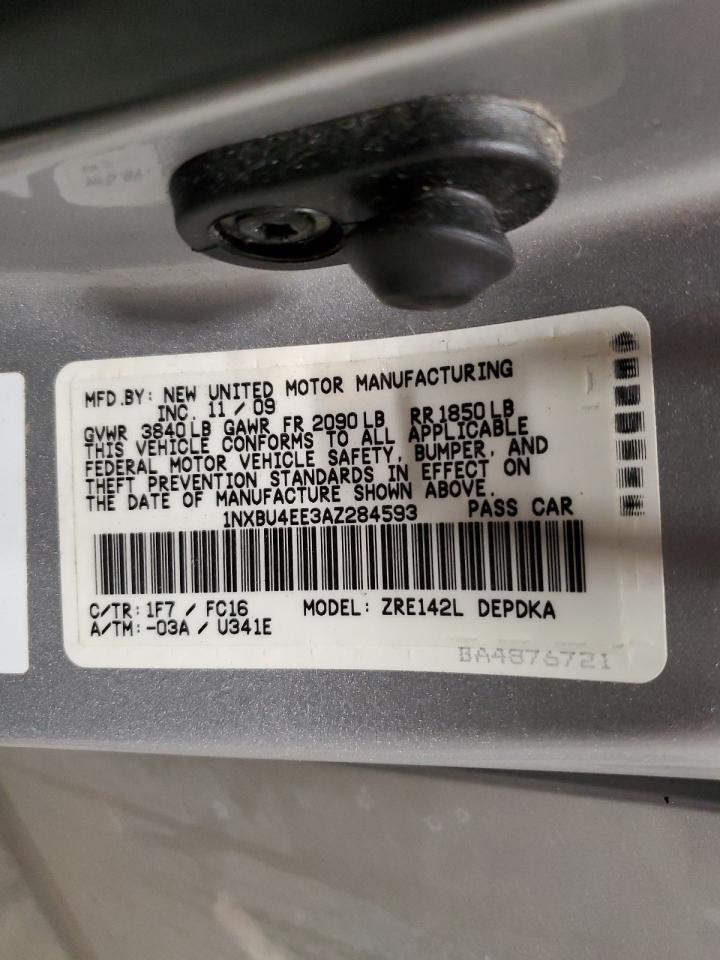 MFD.BY: NEW UNITED MOTOR MANUFACTURING
INC. 11 / 09
GVWR 3840 LB GAWR FR 2090 LB RR 1850 LB
THIS VEHICLE CONFORMS TO ALL APPLICABLE
FEDERAL MOTOR VEHICLE SAFETY, BUMPER, AND
THEFT PREVENTION STANDARDS IN EFFECT ON
THE DATE OF MANUFACTURE SHOWN ABOVE.
1NXBU4EE3AZ284593 PASS CAR
C/TR: 1F7 / FC16 MODEL: ZRE142L DEPDKA
A/TM: -03A / U341E
BA4876721